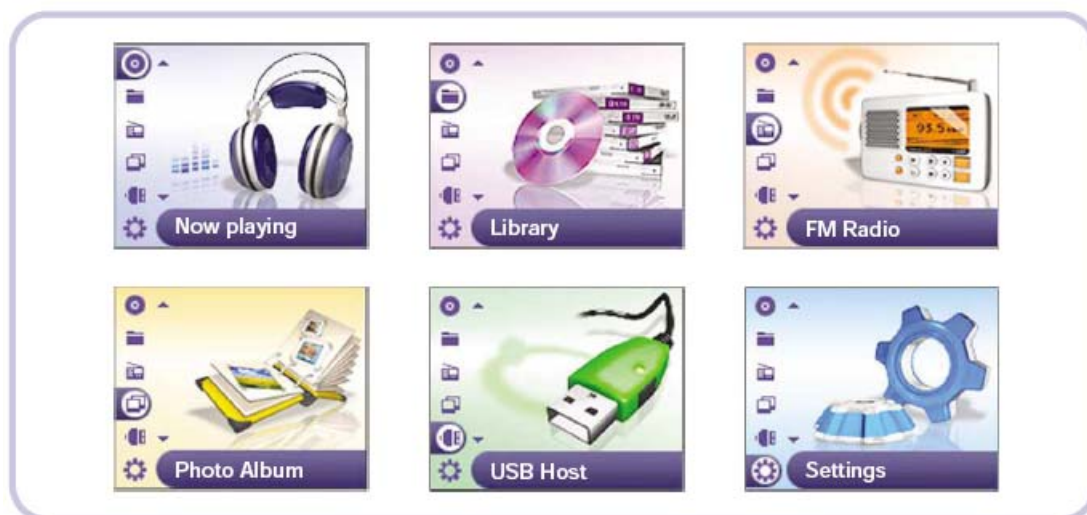 Now playing
Library
93.5
FM Radio
Photo Album
USB Host
Settings